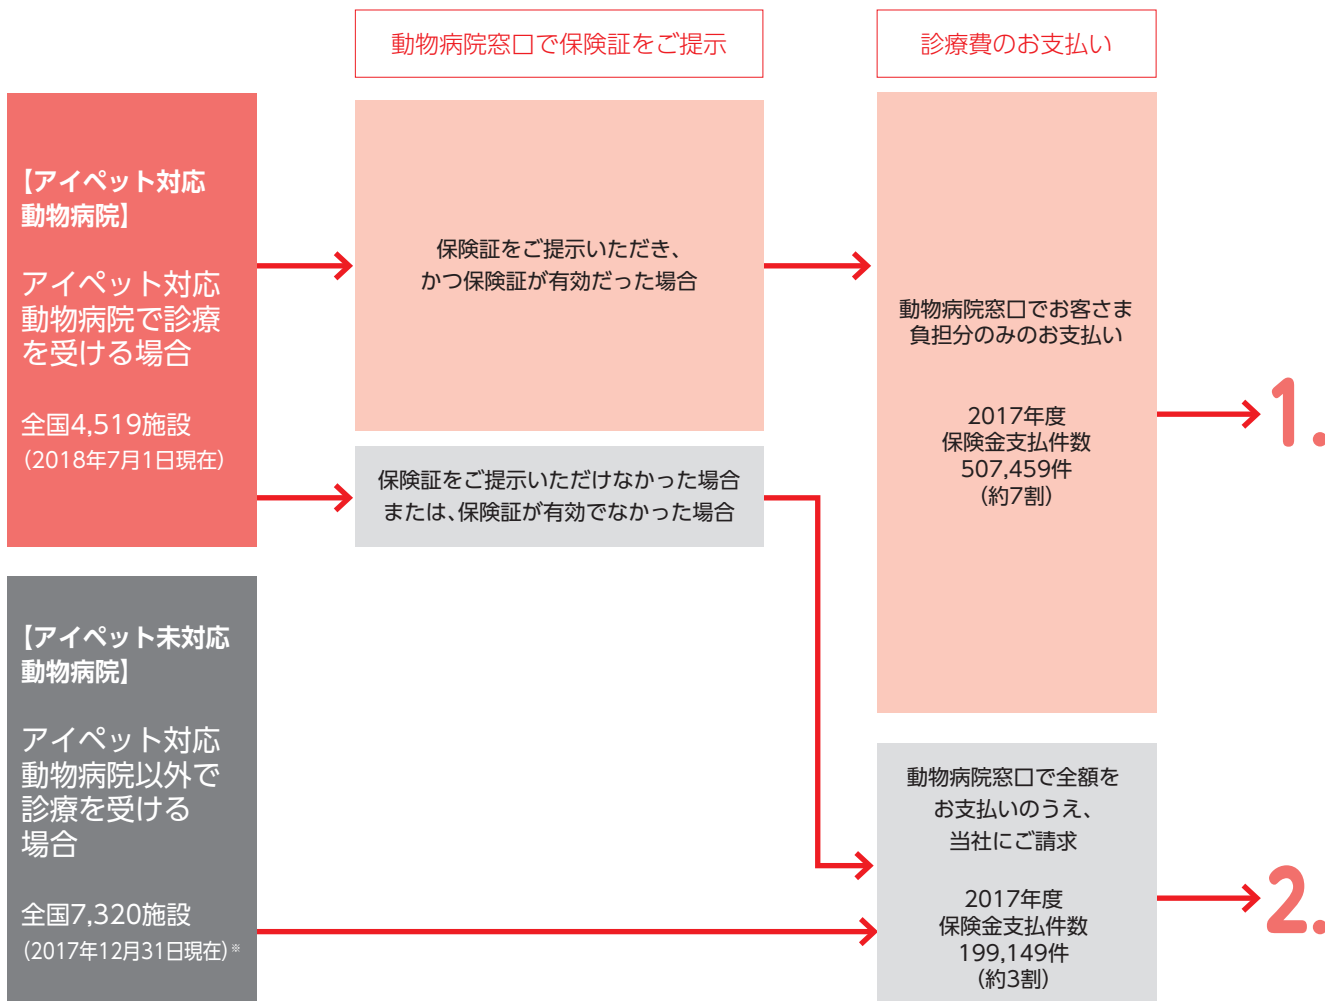 動物病院窓口で保険証をご提示
診療費のお支払い
【アイペット対応
動物病院】
アイペット対応
動物病院で診療
を受ける場合
全国4,519施設
(2018年7月1日現在)
保険証をご提示いただき、
かつ保険証が有効だった場合
動物病院窓口でお客さま
負担分のみのお支払い
2017年度
保険金支払件数
507,459件
(約7割)
1.
保険証をご提示いただけなかった場合
または、保険証が有効でなかった場合
【アイペット未対応
動物病院】
アイペット対応
動物病院以外で
診療を受ける
場合
全国7,320施設
(2017年12月31日現在)※
動物病院窓口で全額を
お支払いのうえ、
当社にご請求
2017年度
保険金支払件数
199,149件
(約3割)
2.